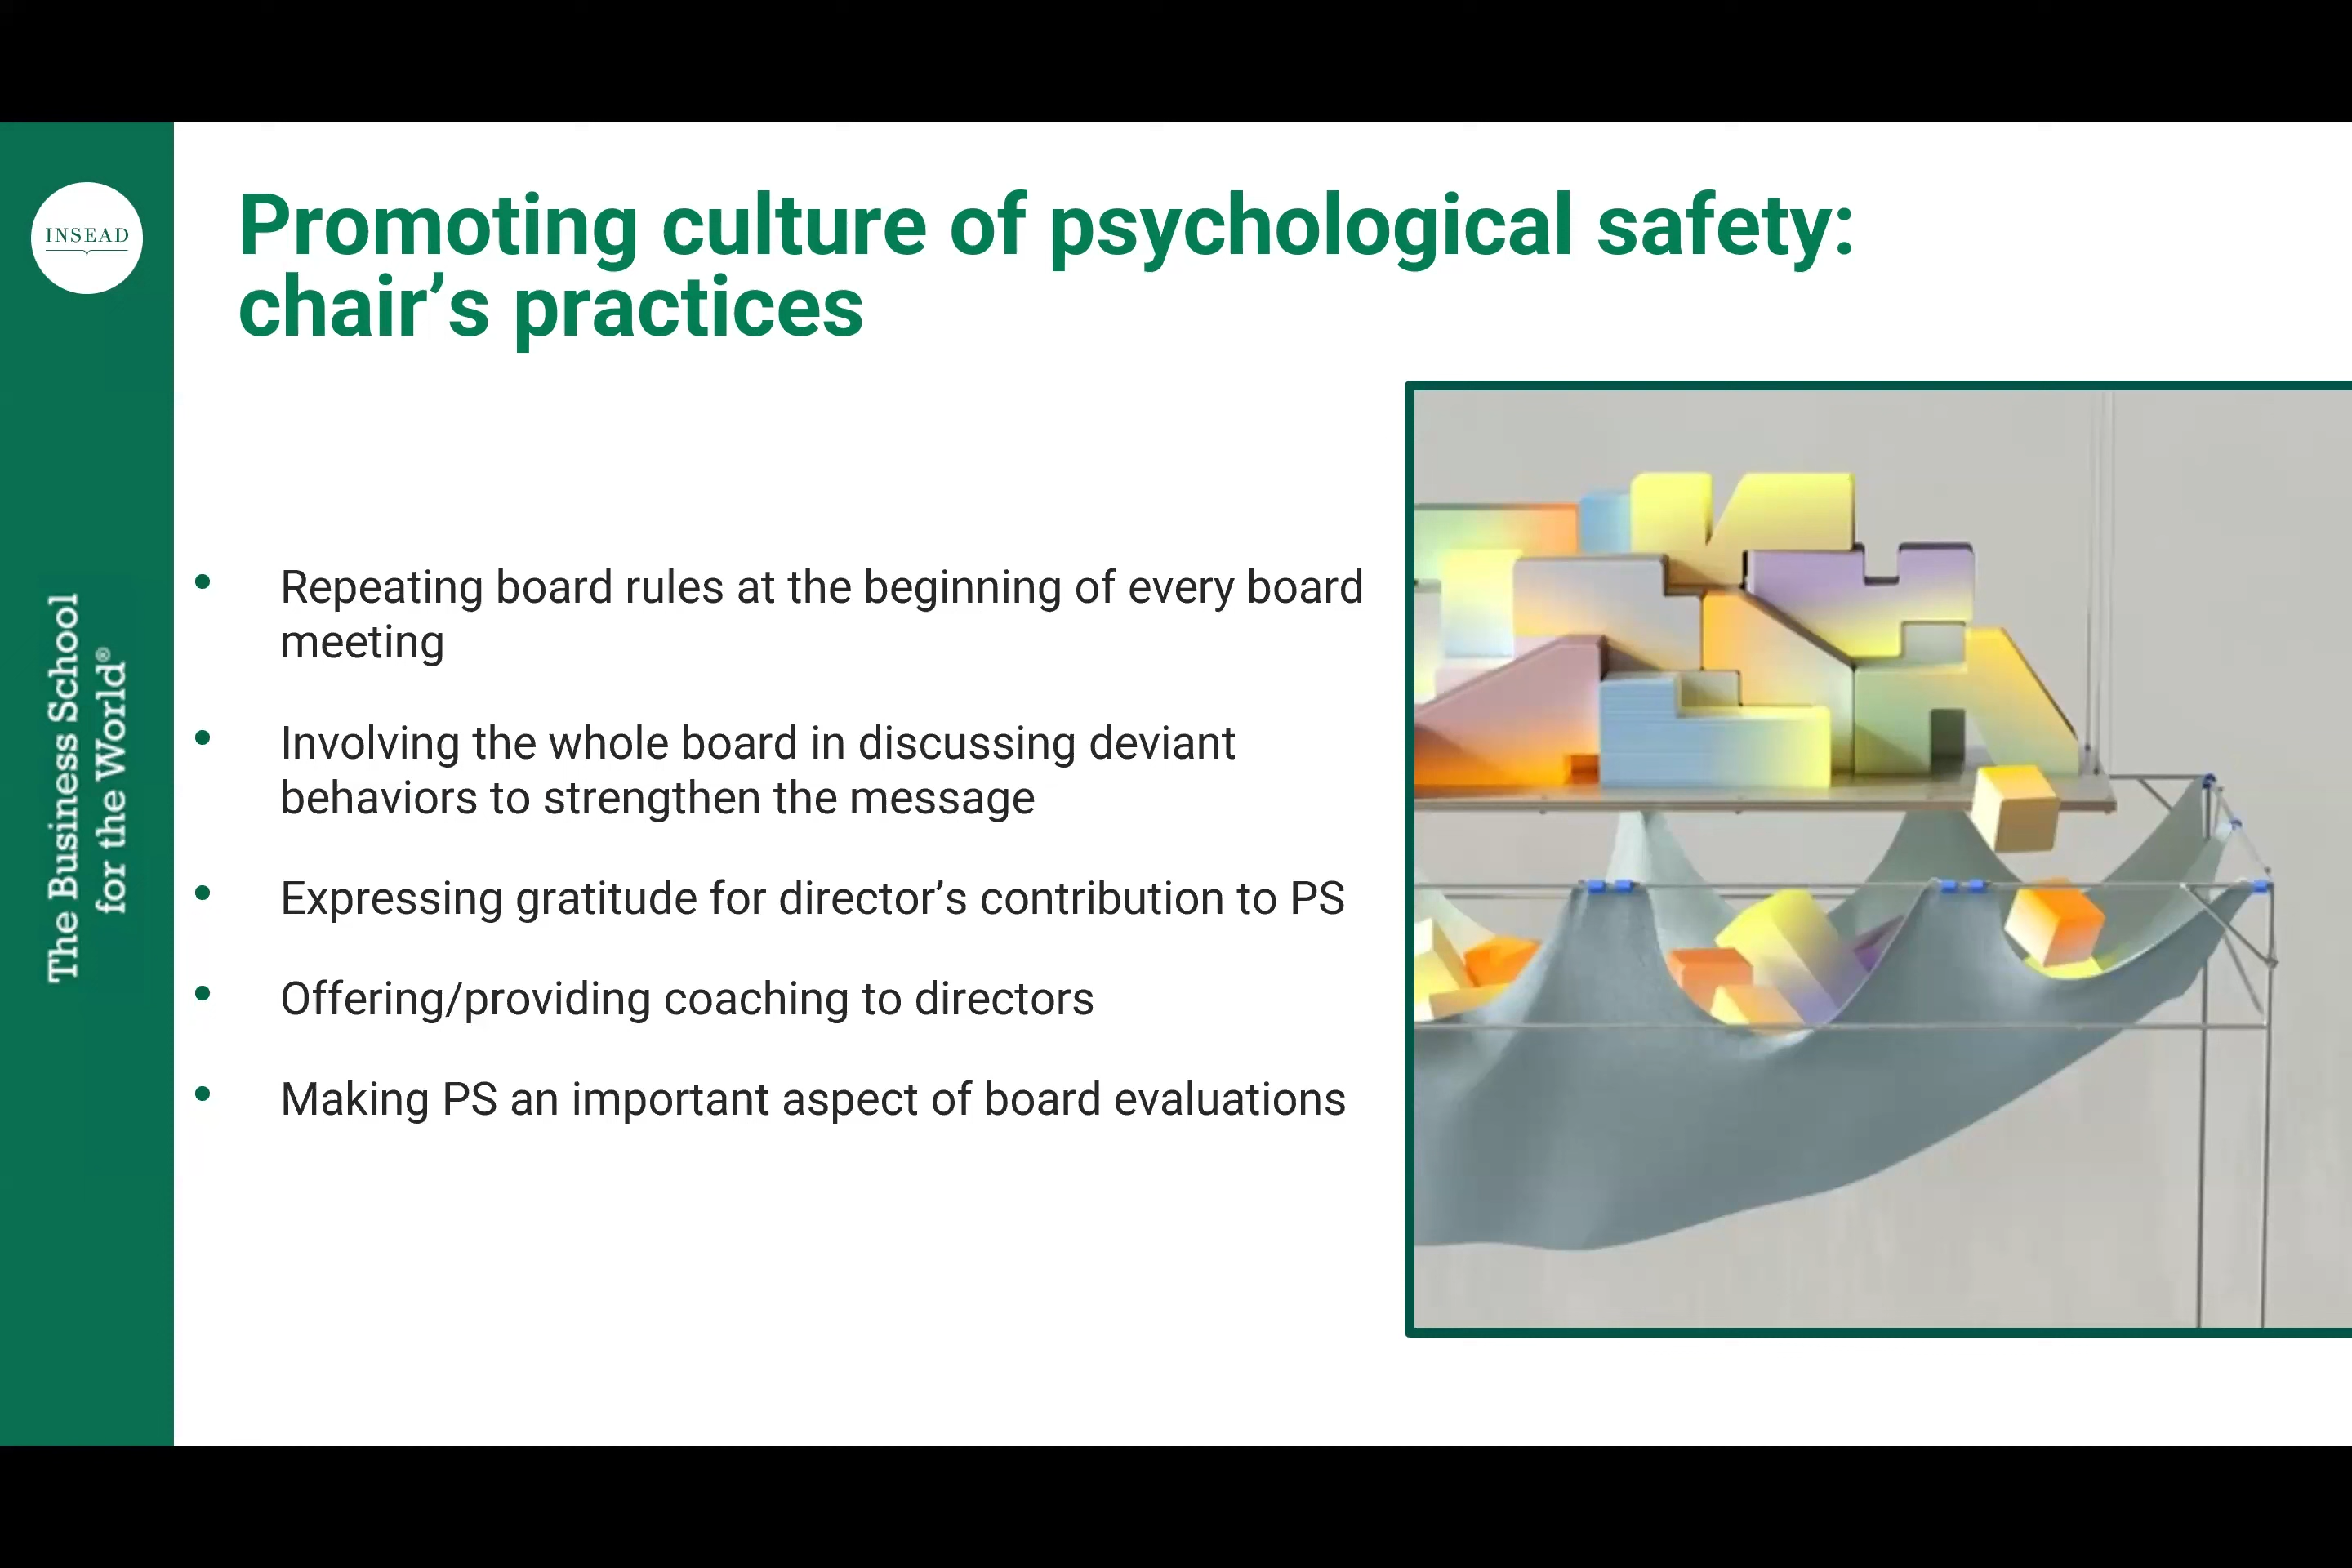 INSEAD
The Business School
for the World®
Promoting culture of psychological safety:
chair’s practices
• Repeating board rules at the beginning of every board
meeting
• Involving the whole board in discussing deviant
behaviors to strengthen the message
• Expressing gratitude for director’s contribution to PS
• Offering/providing coaching to directors
• Making PS an important aspect of board evaluations